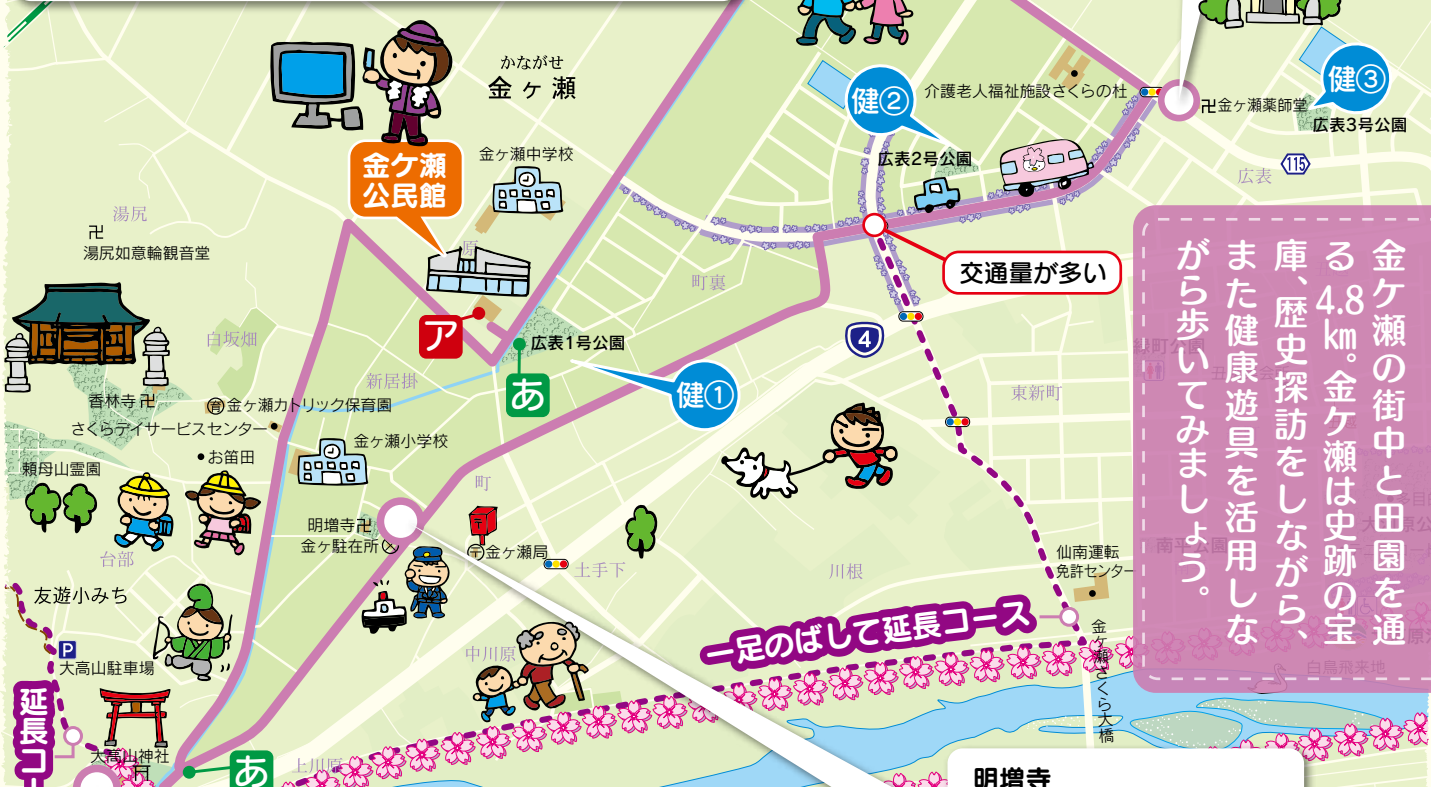 かながせ
金ケ瀬
金ケ瀬
公民館
金ヶ瀬中学校
原
湯尻
卍
湯尻如意輪観音堂
白坂畑
香林寺卍
育金ヶ瀬カトリック保育園
さくらデイサービスセンター
お笛田
頼母山霊園
新居掛
金ヶ瀬小学校
ア
あ
広表1号公園
健①
町裏
健②
介護老人福祉施設さくらの杜
広表2号公園
卍金ヶ瀬薬師堂
健③
広表3号公園
115
広表
交通量が多い
4
東新町
金ケ瀬の街中と田園を通
る4.8km。金ケ瀬は史跡の宝
庫、歴史探訪をしながら、
また健康遊具を活用しな
がら歩いてみましょう。
緑町公園
南平公園
白鳥飛来地
町
明増寺卍
金ヶ駐在所
〒金ヶ瀬局
土手下
川根
仙南運転
免許センター
金ヶ瀬さくら大橋
一足のばして延長コース
台部
友遊小みち
P
大高山駐車場
延長コー
大高山神社
あ
中川原
上川原
明増寺